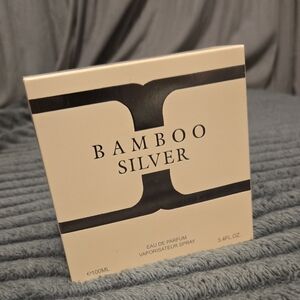 BAMBOO
SILVER
EAU DE PARFUM
VAPORISATEUR SPRAY
℮100ML
3.4FL.OZ.